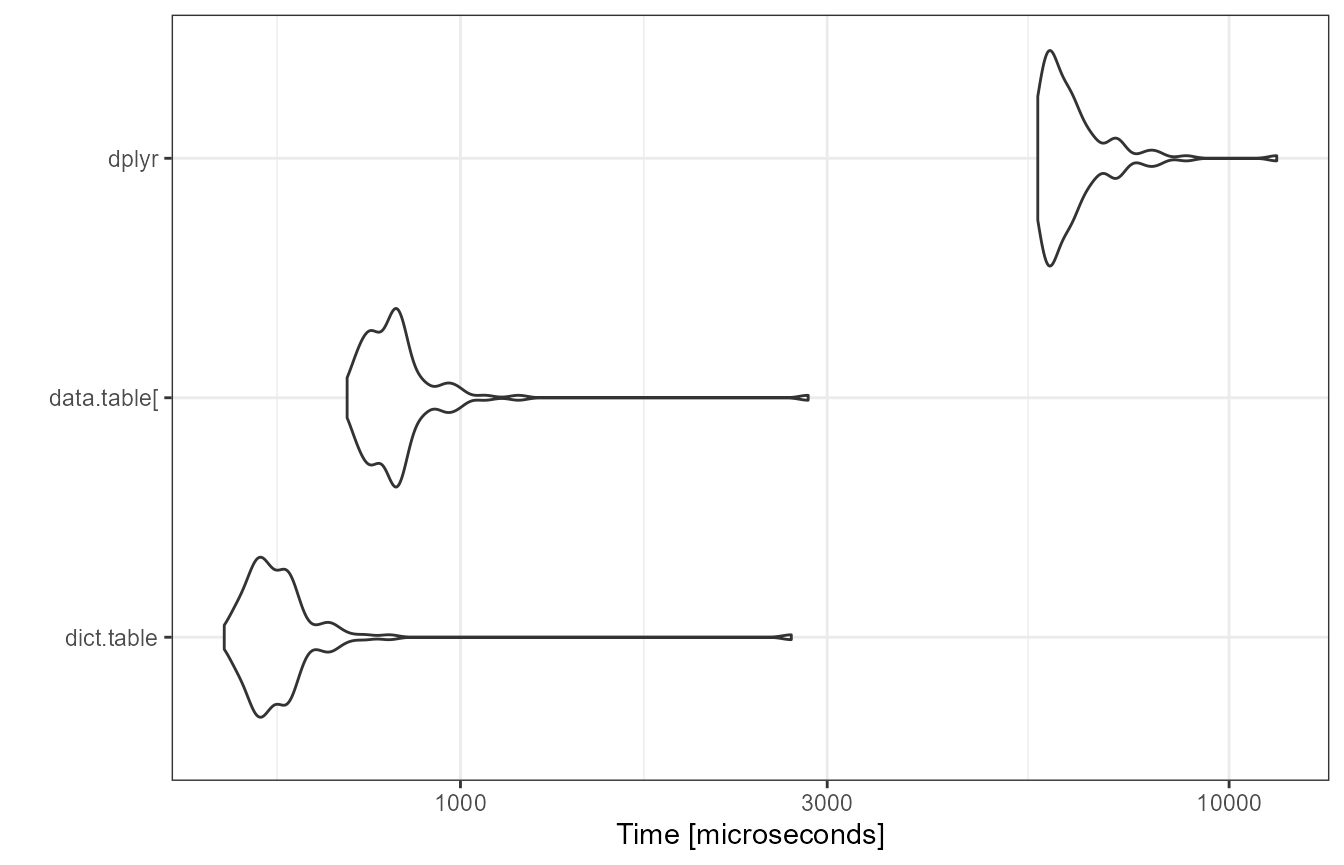 dplyr
data.table[
dict.table
1000 3000 10000
Time [microseconds]